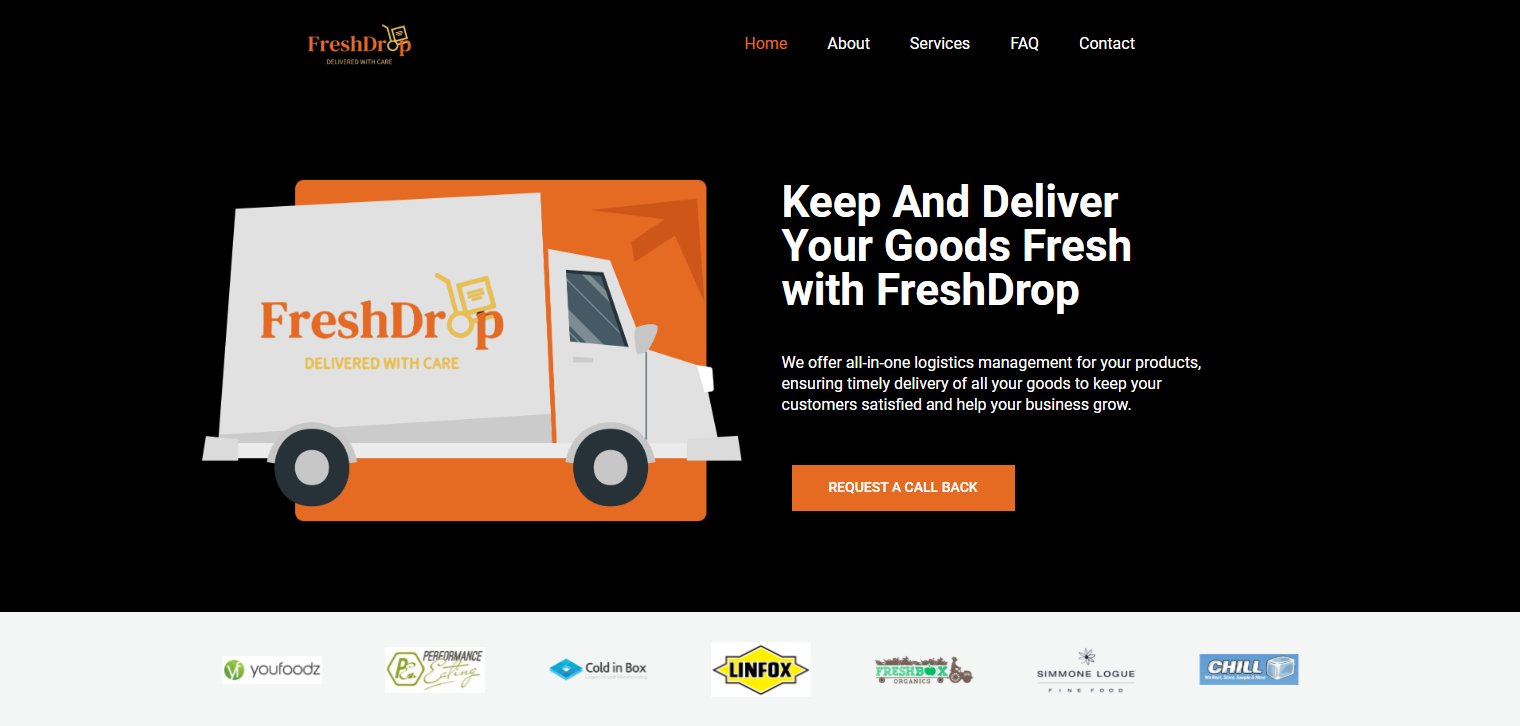 FreshDrop
DELIVERED WITH CARE
Home
About
Services
FAQ
Contact
FreshDrop
DELIVERED WITH CARE
Keep And Deliver
Your Goods Fresh
with FreshDrop
We offer all-in-one logistics management for your products,
ensuring timely delivery of all your goods to keep your
customers satisfied and help your business grow.
REQUEST A CALL BACK
youfoodz
PERFORMANCE
Eating
Cold in Box
LINFOX
FRESHBOX
ORGANICS
SIMMONE LOGUE
FINE FOOD
CHILL